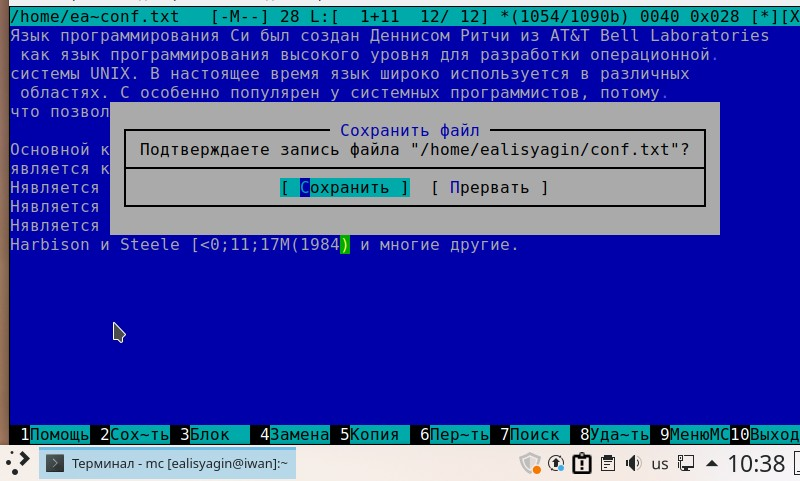 /home/ea~conf.txt [-M--] 28 L:[ 1+11 12/ 12] *(1054/1090b) 0040 0x028 [*][X
Язык программирования Си был создан Деннисом Ритчи из AT&T Bell Laboratories
как язык программирования высокого уровня для разработки операционной.
системы UNIX. В настоящее время язык широко используется в различных
областях. С особенно популярен у системных программистов, потому.
что позвол
Сохранить файл
Подтверждаете запись файла "/home/ealisyagin/conf.txt"?
[ Сохранить ] [ Прервать ]
Основной к
является к
Нявляется
Нявляется
Нявляется
Harbison и Steele [<0;11;17M(1984) и многие другие.
1Помощь 2Сох~ть 3Блок 4Замена 5Копия 6Пер~ть 7Поиск 8Уда~ть 9МенюMC 10Выход
Терминал - mc [ealisyagin@iwan]:~
us
10:38